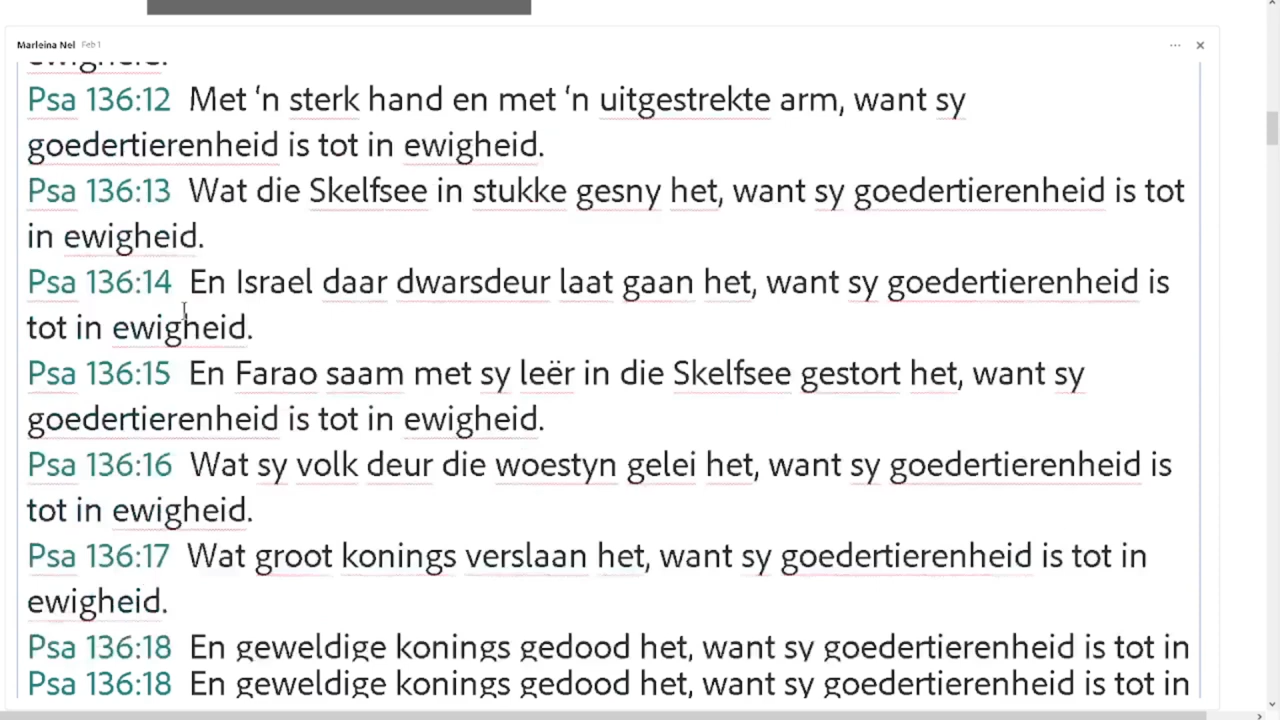 Marleina Nel Feb 1
ewigheid.
Psa 136:12 Met ‘n sterk hand en met ‘n uitgestrekte arm, want sy
goedertierenheid is tot in ewigheid.
Psa 136:13 Wat die Skelfsee in stukke gesny het, want sy goedertierenheid is tot
in ewigheid.
Psa 136:14 En Israel daar dwarsdeur laat gaan het, want sy goedertierenheid is
tot in ewigheid.
Psa 136:15 En Farao saam met sy leër in die Skelfsee gestort het, want sy
goedertierenheid is tot in ewigheid.
Psa 136:16 Wat sy volk deur die woestyn gelei het, want sy goedertierenheid is
tot in ewigheid.
Psa 136:17 Wat groot konings verslaan het, want sy goedertierenheid is tot in
ewigheid.
Psa 136:18 En geweldige konings gedood het, want sy goedertierenheid is tot in
Psa 136:18 En geweldige konings gedood het, want sy goedertierenheid is tot in